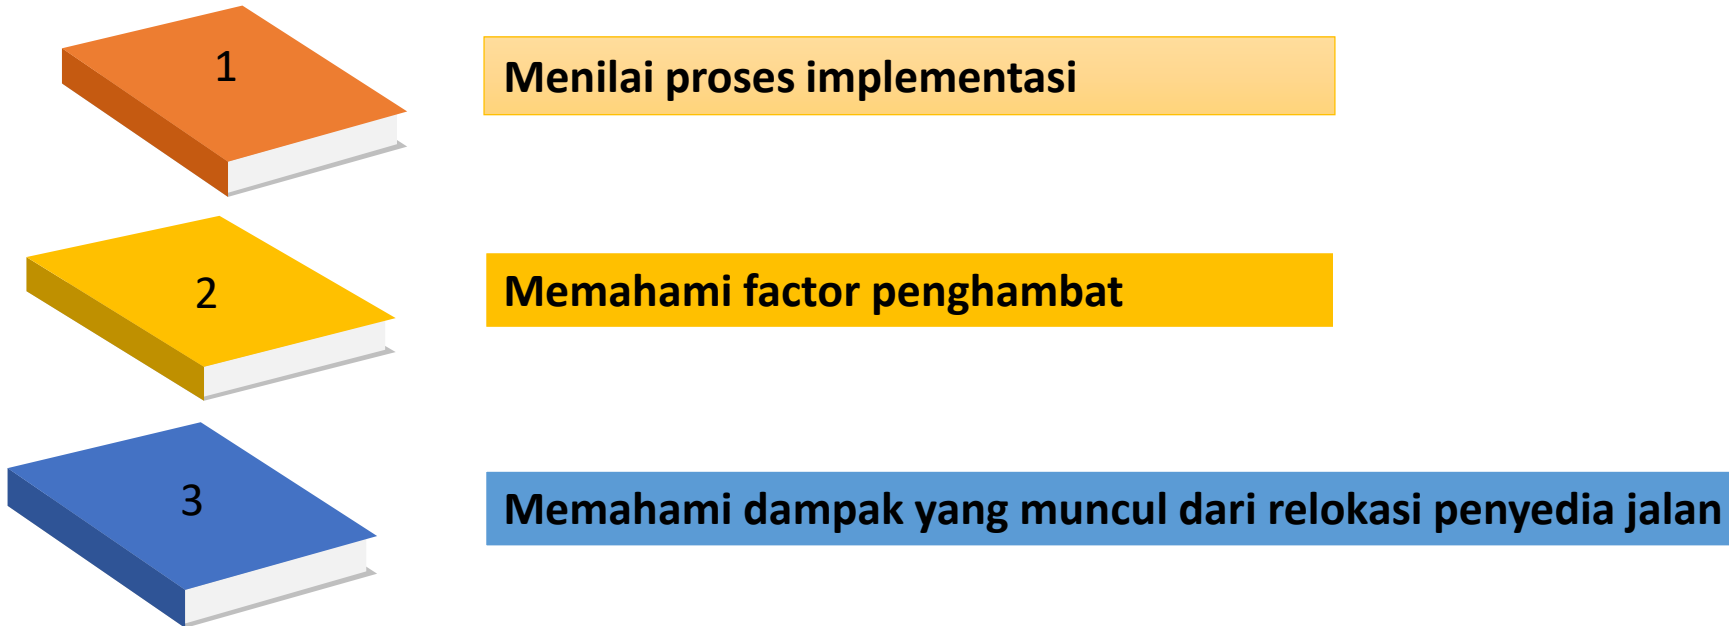 1
Menilai proses implementasi
2
Memahami factor penghambat
3
Memahami dampak yang muncul dari relokasi penyedia jalan